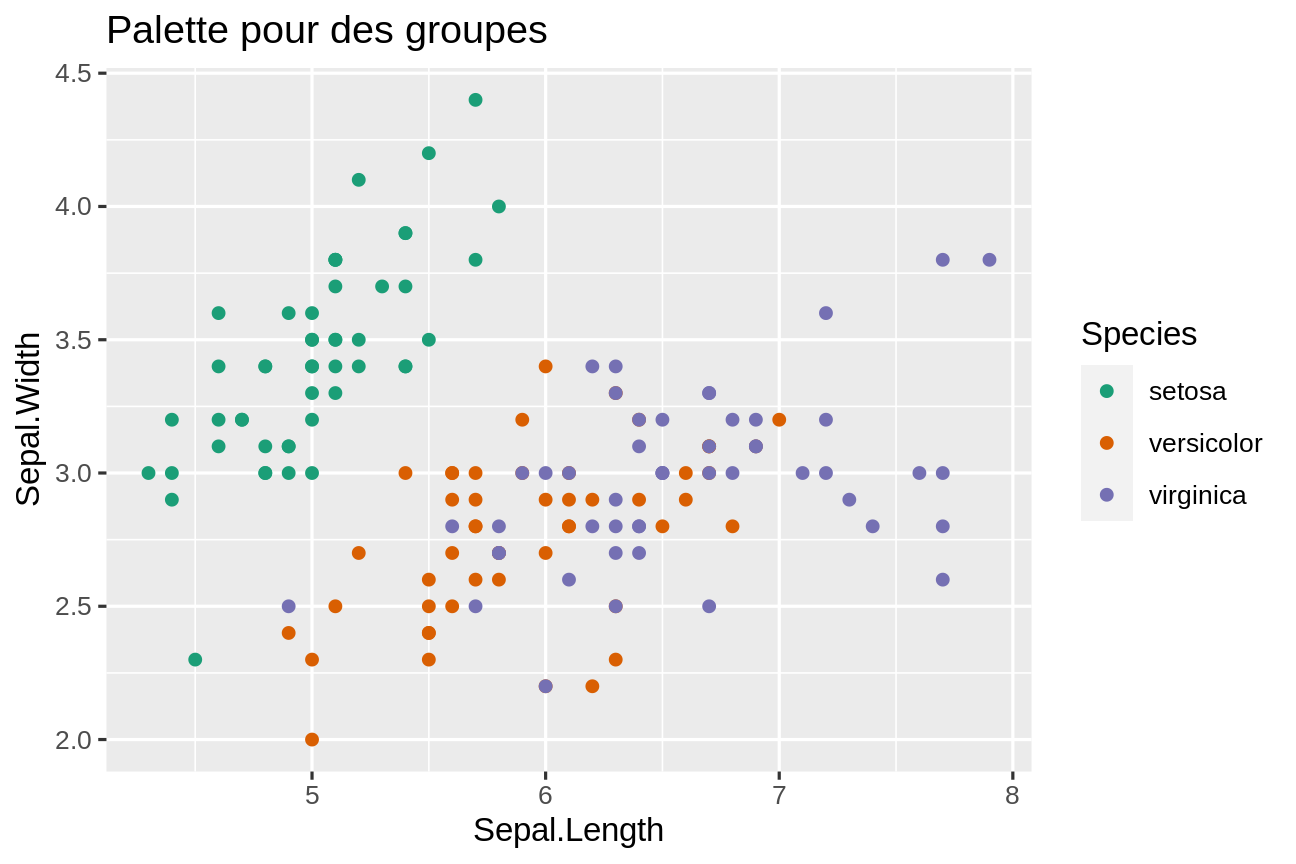 Palette pour des groupes
4.5
4.0
3.5
3.0
2.5
2.0
Sepal.Width
5 6 7 8
Sepal.Length
Species
setosa
versicolor
virginica